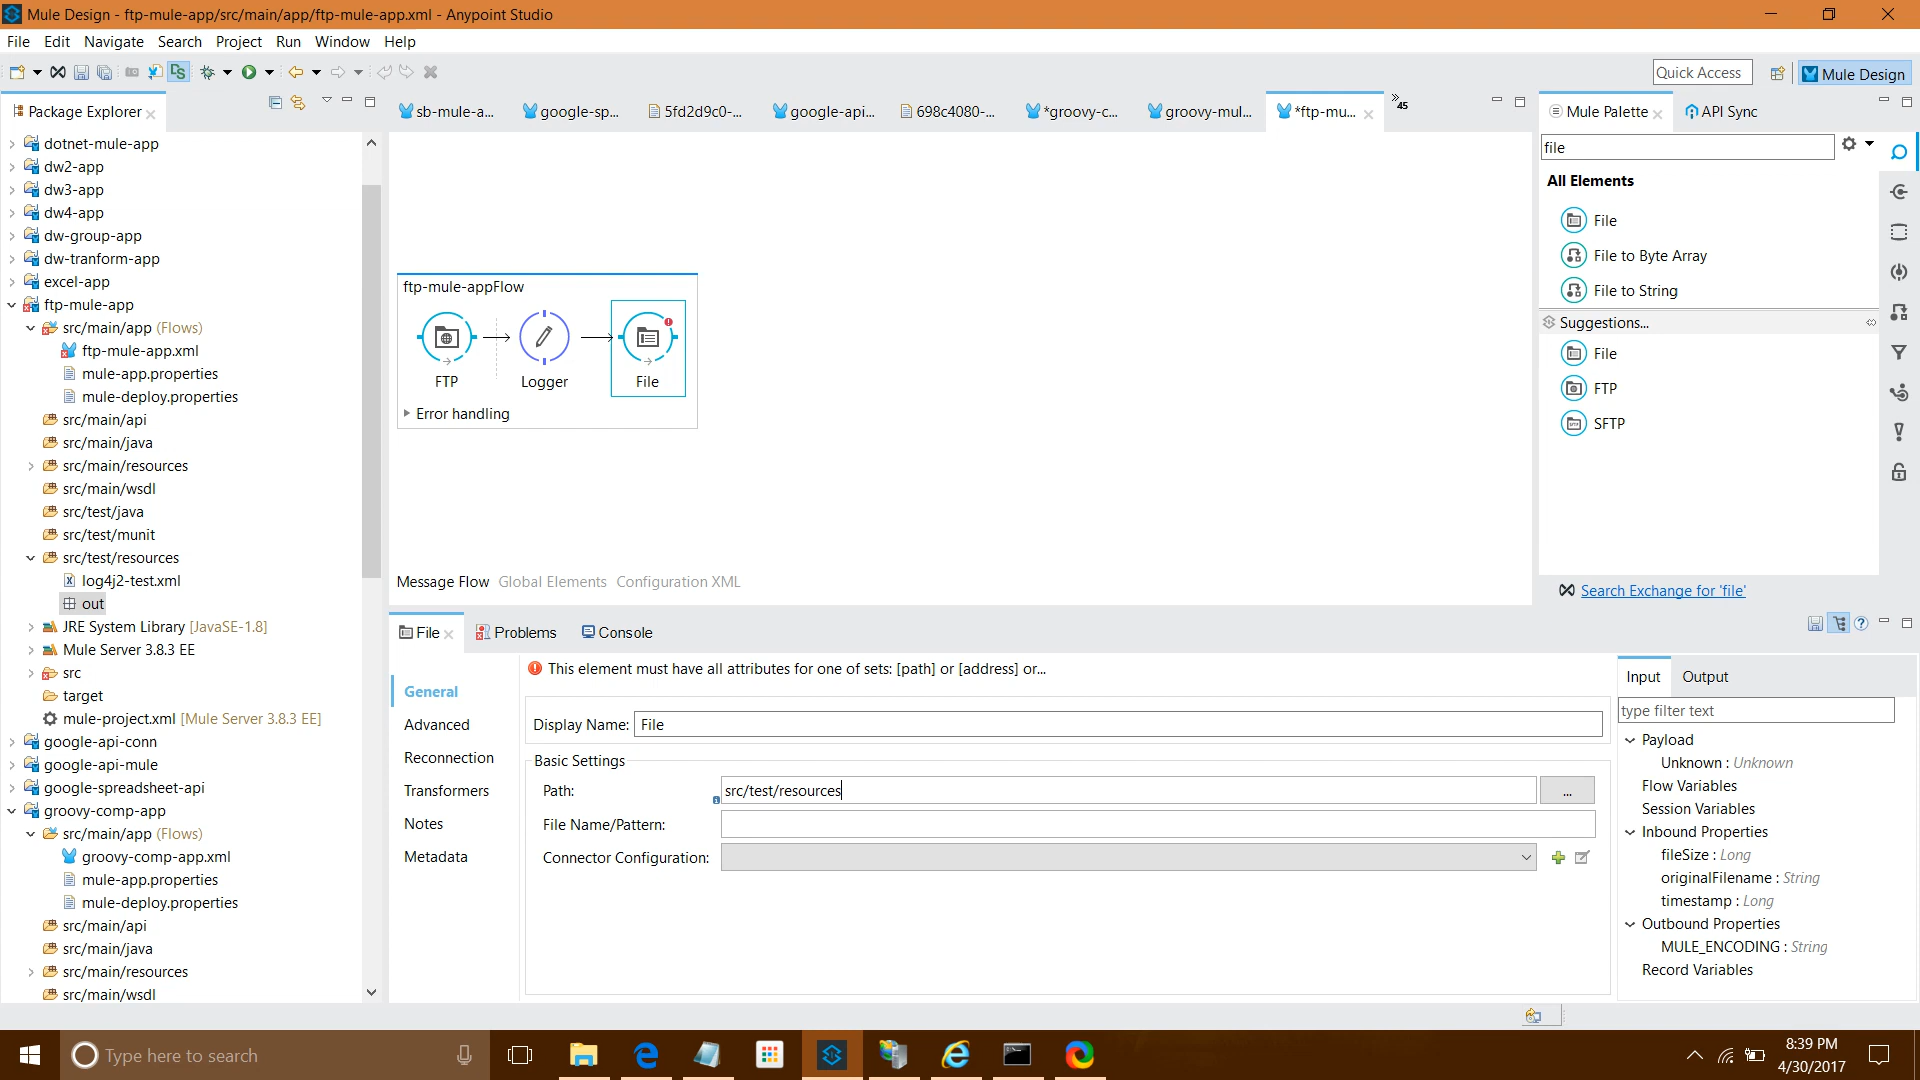 Mule Design - ftp-mule-app/src/main/app/ftp-mule-app.xml - Anypoint Studio
File Edit Navigate Search Project Run Window Help
Quick Access
Mule Design
Package Explorer
dotnet-mule-app
dw2-app
dw3-app
dw4-app
dw-group-app
dw-tranform-app
excel-app
ftp-mule-app
src/main/app (Flows)
ftp-mule-app.xml
mule-app.properties
mule-deploy.properties
src/main/api
src/main/java
src/main/resources
src/main/wsdl
src/test/java
src/test/munit
src/test/resources
log4j2-test.xml
out
JRE System Library [JavaSE-1.8]
Mule Server 3.8.3 EE
src
target
mule-project.xml [Mule Server 3.8.3 EE]
google-api-conn
google-api-mule
google-spreadsheet-api
groovy-comp-app
src/main/app (Flows)
groovy-comp-app.xml
mule-app.properties
mule-deploy.properties
src/main/api
src/main/java
src/main/resources
src/main/wsdl
sb-mule-a...
google-sp...
5fd2d9c0-...
google-api...
698c4080-...
*groovy-c...
groovy-mul...
*ftp-mu...
45
ftp-mule-appFlow
FTP
Logger
File
Error handling
Message Flow Global Elements Configuration XML
Mule Palette
API Sync
file
All Elements
File
File to Byte Array
File to String
Suggestions...
File
FTP
SFTP
Search Exchange for 'file'
File
Problems
Console
General
Advanced
Reconnection
Transformers
Notes
Metadata
This element must have all attributes for one of sets: [path] or [address] or...
Display Name: File
Basic Settings
Path: src/test/resources
...
File Name/Pattern:
Connector Configuration:
Input
Output
type filter text
Payload
Unknown : Unknown
Flow Variables
Session Variables
Inbound Properties
fileSize : Long
originalFilename : String
timestamp : Long
Outbound Properties
MULE_ENCODING : String
Record Variables
Type here to search
8:39 PM
4/30/2017